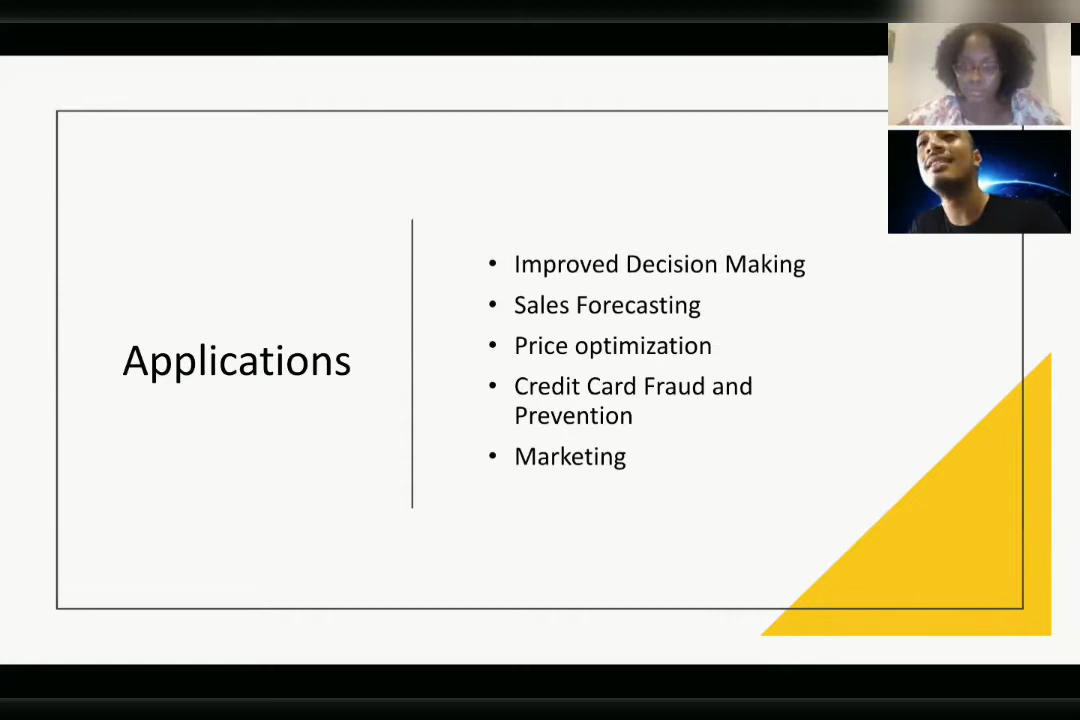 Applications
• Improved Decision Making
• Sales Forecasting
• Price optimization
• Credit Card Fraud and
Prevention
• Marketing